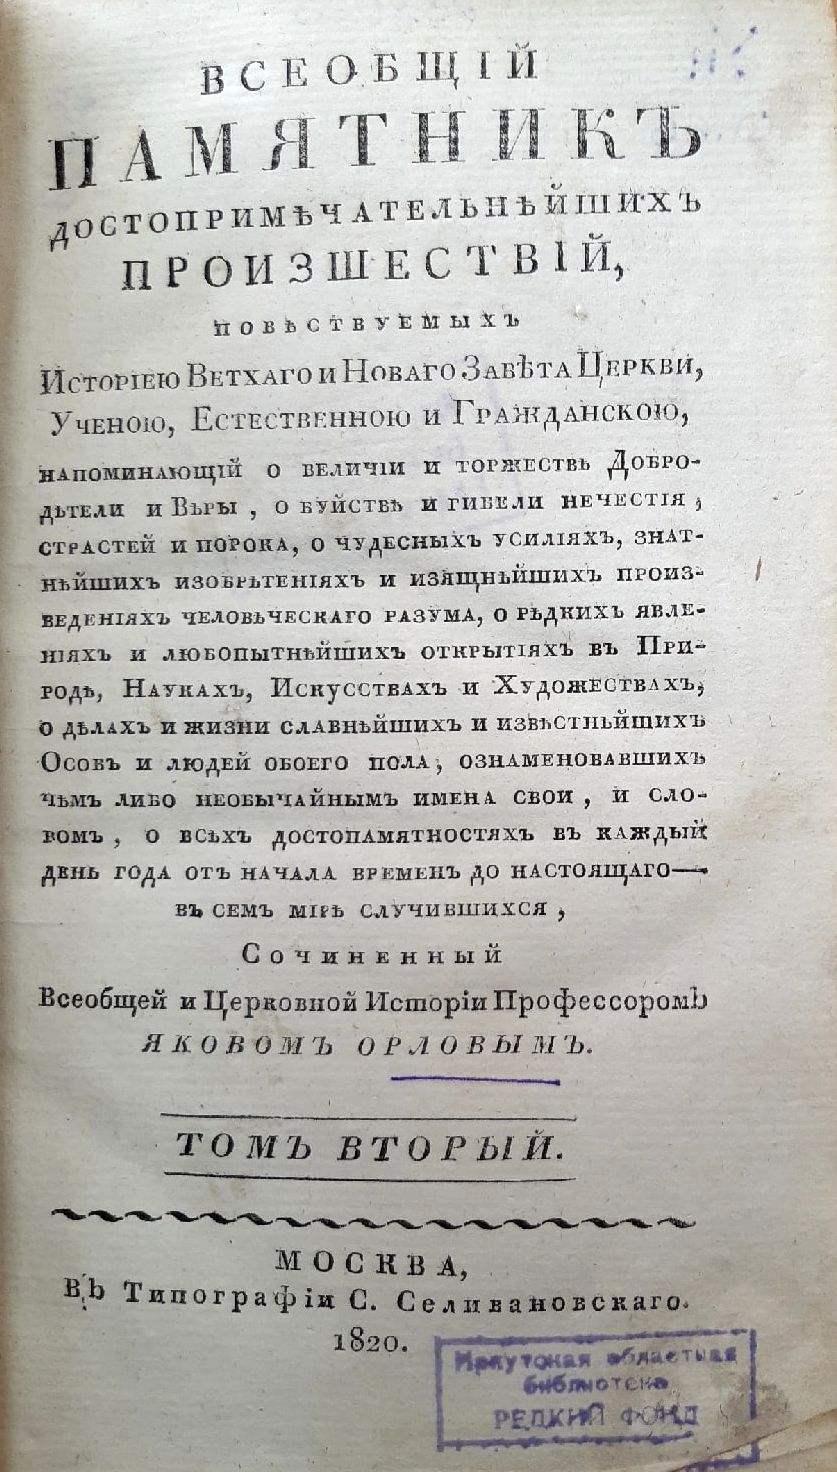 ВСЕОБЩІЙ
ПАМЯТНИКЪ
ДОСТОПРИМѢЧАТЕЛЬНѢЙШИХЪ
ПРОИЗШЕСТВІЙ,
ПОВѢСТВУЕМЫХЪ
ИСТОРІЕЮ ВЕТХАГО И НОВАГО ЗАВѢТА ЦЕРКВИ,
УЧЕНОЮ, ЕСТЕСТВЕННОЮ И ГРАЖДАНСКОЮ,
НАПОМИНАЮЩІЙ О ВЕЛИЧІИ И ТОРЖЕСТВѢ ДОБРО-
ДѢТЕЛИ И ВѢРЫ, О БУЙСТВѢ И ГИБЕЛИ НЕЧЕСТІЯ,
СТРАСТЕЙ И ПОРОКА, О ЧУДЕСНЫХЪ УСИЛІЯХЪ, ЗНАТ-
НѢЙШИХЪ ИЗОБРѢТЕНІЯХЪ И ИЗЯЩНѢЙШИХЪ ПРОИЗ-
ВЕДЕНІЯХЪ ЧЕЛОВѢЧЕСКАГО РАЗУМА, О РѢДКИХЪ ЯВЛЕ-
НІЯХЪ И ЛЮБОПЫТНѢЙШИХЪ ОТКРЫТІЯХЪ ВЪ ПРИ-
РОДѢ, НАУКАХЪ, ИСКУССТВАХЪ И ХУДОЖЕСТВАХЪ,
О ДѢЛАХЪ И ЖИЗНИ СЛАВНѢЙШИХЪ И ИЗВѢСТНѢЙШИХЪ
ОСОБЪ И ЛЮДЕЙ ОБОЕГО ПОЛА, ОЗНАМЕНОВАВШИХЪ
ЧѢМЪ ЛИБО НЕОБЫЧАЙНЫМЪ ИМЕНА СВОИ, И СЛО-
ВОМЪ, О ВСѢХЪ ДОСТОПАМЯТНОСТЯХЪ ВЪ КАЖДЫЙ
ДЕНЬ ГОДА ОТЪ НАЧАЛА ВРЕМЕНЪ ДО НАСТОЯЩАГО—
ВЪ СЕМЪ МІРѢ СЛУЧИВШИХСЯ,
СОЧИНЕННЫЙ
Всеобщей и Церковной Исторіи Профессоромъ
ЯКОВОМЪ ОРЛОВЫМЪ.
ТОМЪ ВТОРЫЙ.
МОСКВА,
Въ Типографіи С. Селивановскаго.
1820.
Иркутская областная
библиотека
РЕДКИЙ ФОНД